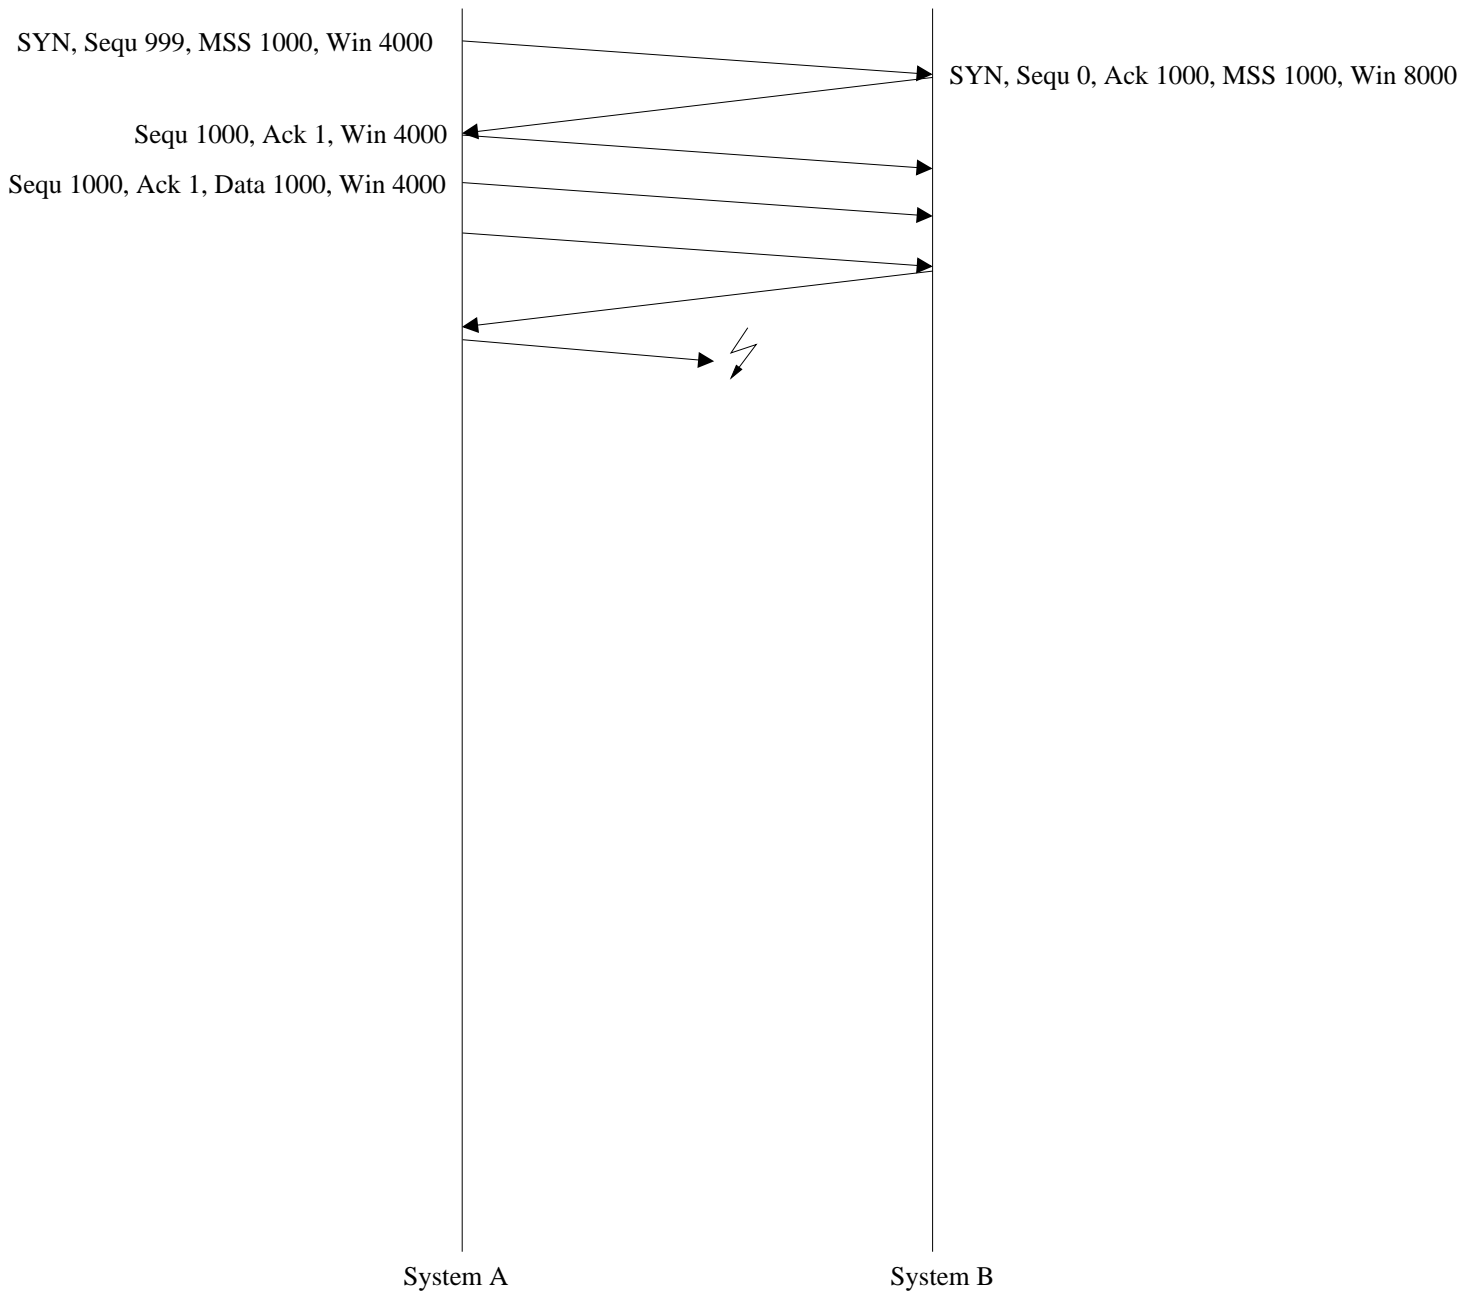 SYN, Sequ 999, MSS 1000, Win 4000
SYN, Sequ 0, Ack 1000, MSS 1000, Win 8000
Sequ 1000, Ack 1, Win 4000
Sequ 1000, Ack 1, Data 1000, Win 4000
System A
System B